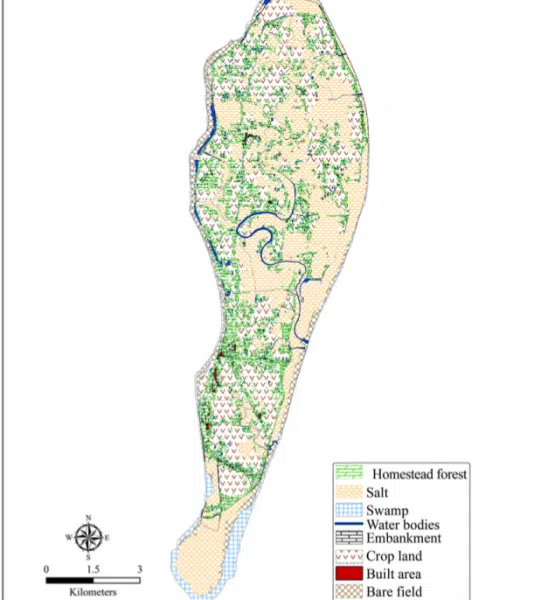 Homestead forest
Salt
Swamp
Water bodies
Embankment
Crop land
Built area
Bare field
N
W E
S
0 1.5 3
Kilometers